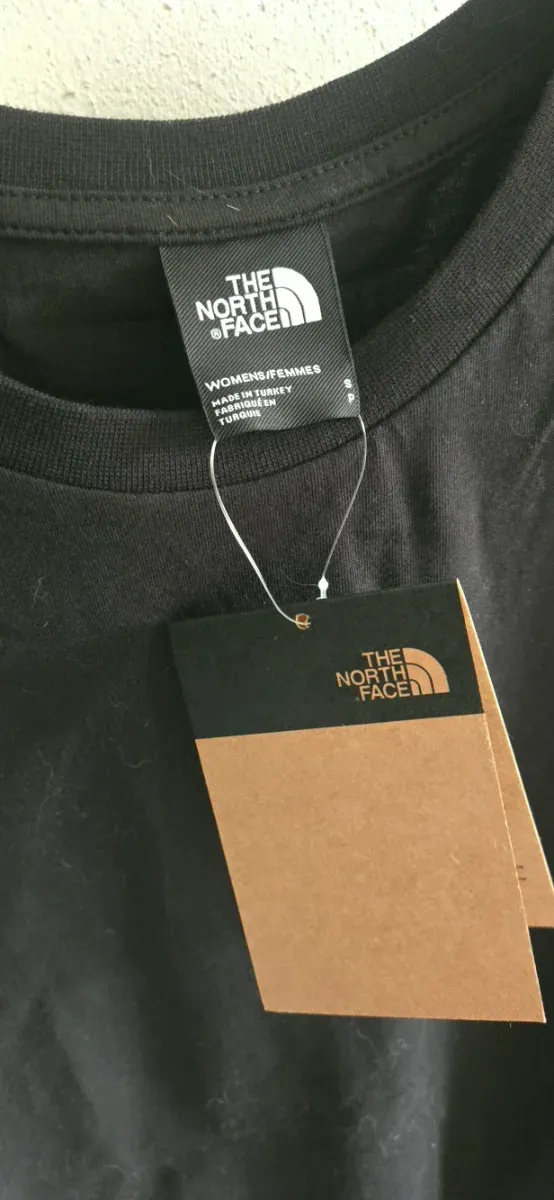 THE
NORTH
® FACE
WOMENS/FEMMES
MADE IN TURKEY
FABRIQUÉ EN
TURQUIE
S
P
THE
NORTH
FACE